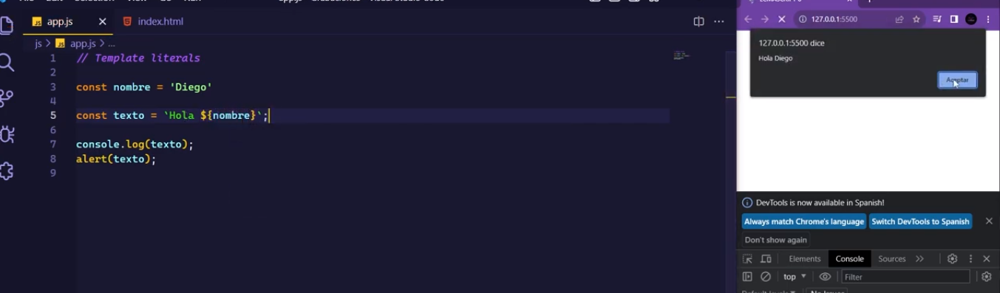 app.js
index.html
js > app.js > ...
1 // Template literals
2
3 const nombre = 'Diego'
4
5 const texto = `Hola ${nombre}`;
6
7 console.log(texto);
8 alert(texto);
9
127.0.0.1:5500
127.0.0.1:5500 dice
Hola Diego
Aceptar
DevTools is now available in Spanish!
Always match Chrome's language
Switch DevTools to Spanish
Don't show again
Elements
Console
Sources
top
Filter